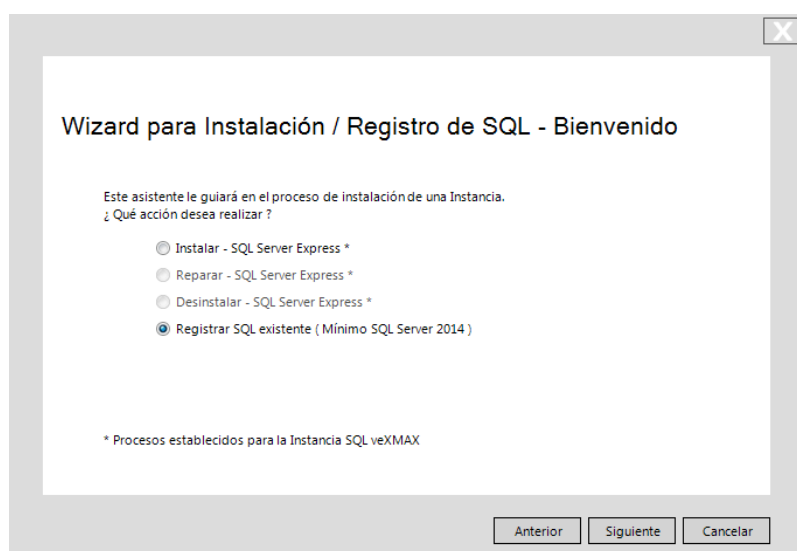 X
Wizard para Instalación / Registro de SQL - Bienvenido
Este asistente le guiará en el proceso de instalación de una Instancia.
¿ Qué acción desea realizar ?
Instalar - SQL Server Express *
Reparar - SQL Server Express *
Desinstalar - SQL Server Express *
Registrar SQL existente ( Mínimo SQL Server 2014 )
* Procesos establecidos para la Instancia SQL veXMAX
Anterior Siguiente Cancelar